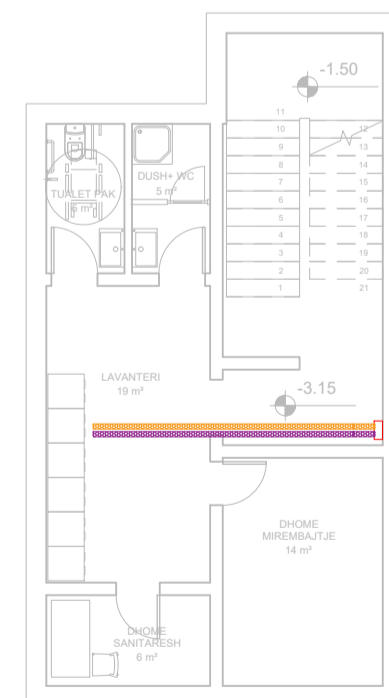 -1.50
11
10
9
8
7
6
5
4
3
2
1
12
13
14
15
16
17
18
19
20
21
TUALET PAK
6 m²
DUSH+ WC
5 m²
LAVANTERI
19 m²
-3.15
DHOME
MIREMBAJTJE
14 m²
DHOME
SANITARESH
6 m²